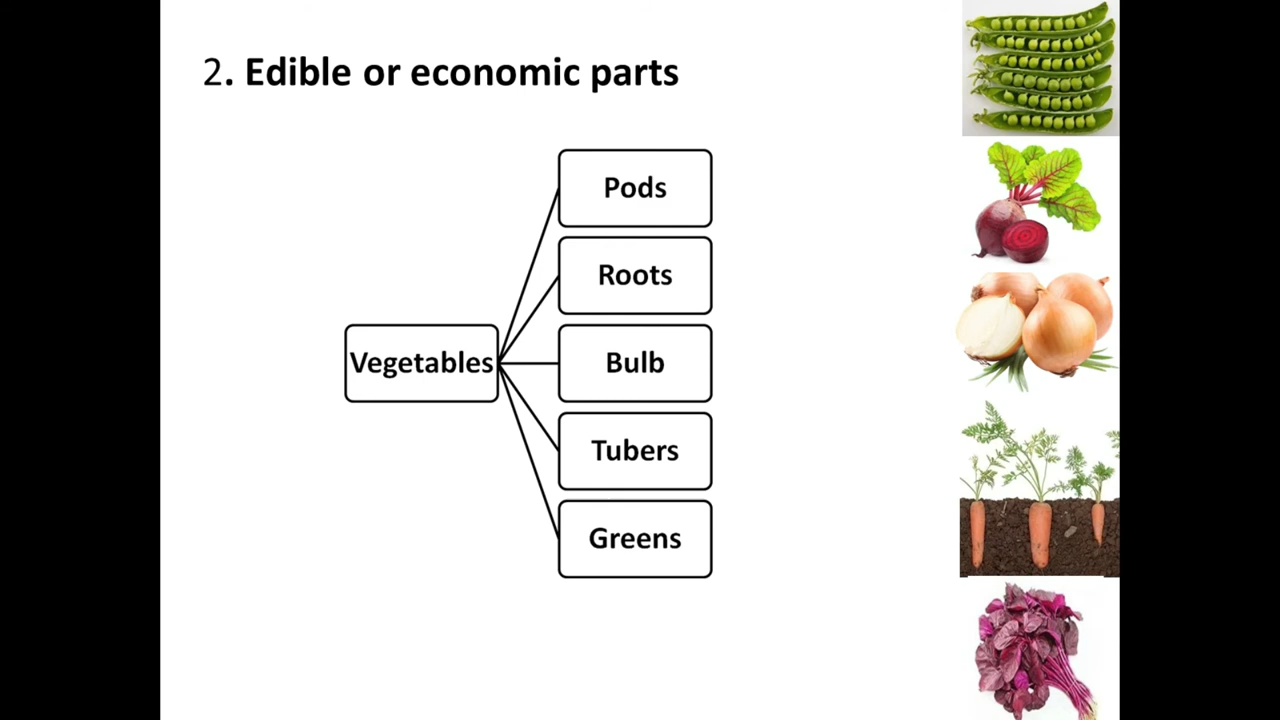 2. Edible or economic parts
Pods
Roots
Vegetables
Bulb
Tubers
Greens